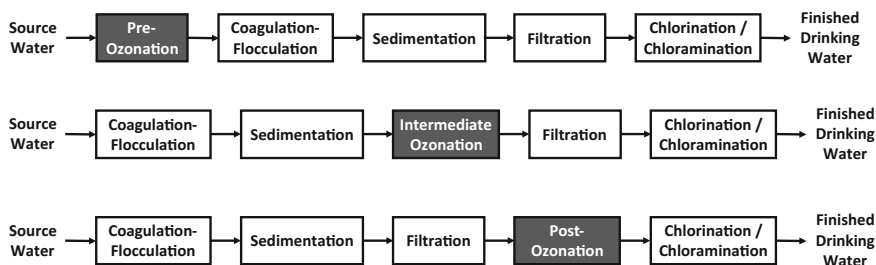 Source
Water
Pre-
Ozonation
Coagulation-
Flocculation
Sedimentation
Filtration
Chlorination /
Chloramination
Finished
Drinking
Water
Source
Water
Coagulation-
Flocculation
Sedimentation
Intermediate
Ozonation
Filtration
Chlorination /
Chloramination
Finished
Drinking
Water
Source
Water
Coagulation-
Flocculation
Sedimentation
Filtration
Post-
Ozonation
Chlorination /
Chloramination
Finished
Drinking
Water